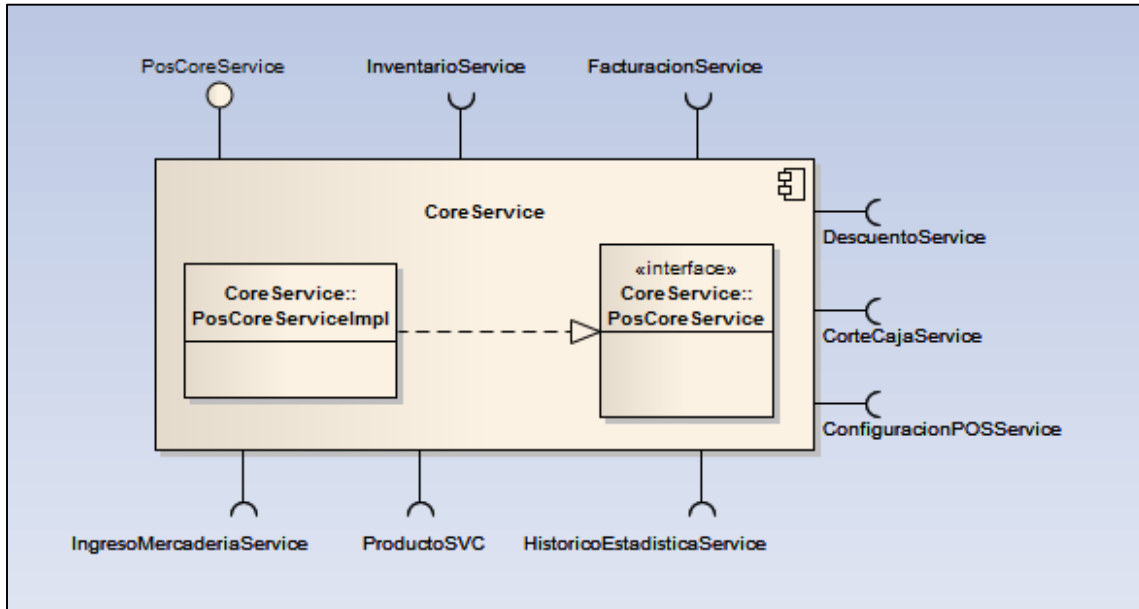 PosCoreService
InventarioService
FacturacionService
CoreService
DescuentoService
«interface»
CoreService::
PosCoreService
CoreService::
PosCoreServiceImpl
CorteCajaService
ConfiguracionPOSService
IngresoMercaderiaService
ProductoSVC
HistoricoEstadisticaService